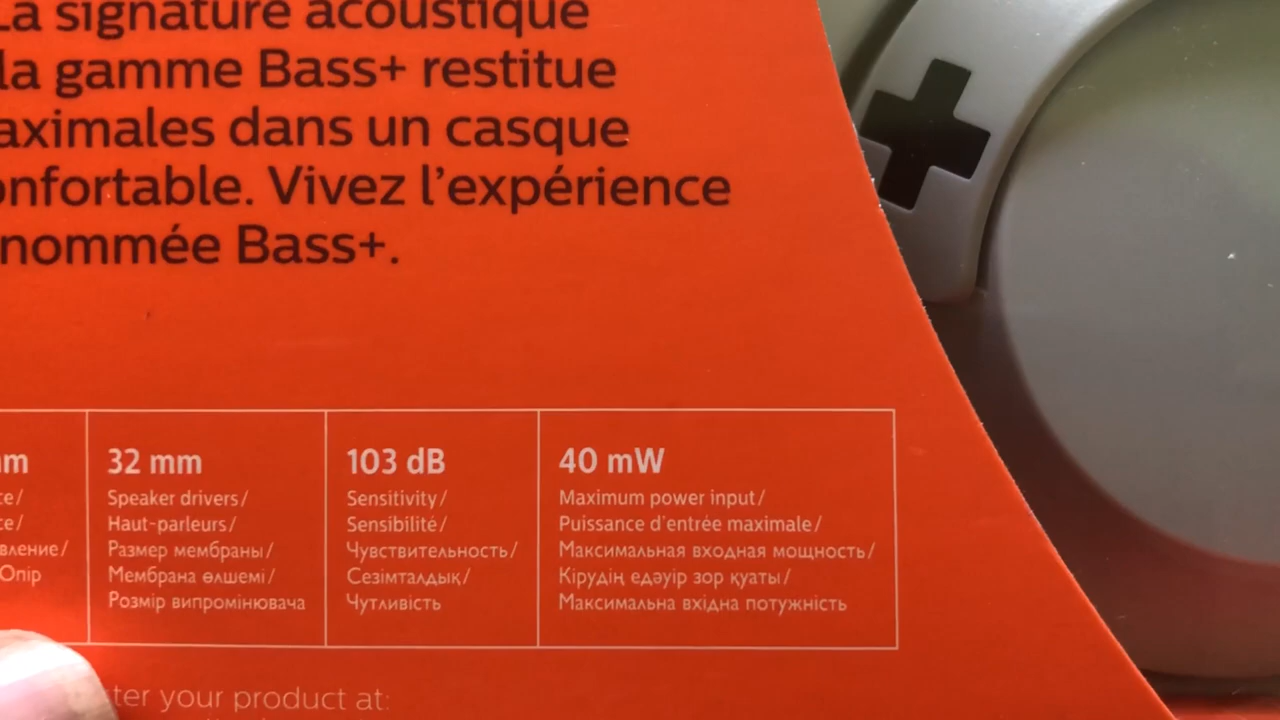 La signature acoustique
la gamme Bass+ restitue
aximales dans un casque
onfortable. Vivez l'expérience
nommée Bass+.
32 mm
Speaker drivers/
Haut-parleurs/
Размер мембраны/
Мембрана өлшемі/
Розмір випромінювача
103 dB
Sensitivity/
Sensibilité/
Чувствительность/
Сезімталдық/
Чутливість
40 mW
Maximum power input/
Puissance d'entrée maximale/
Максимальная входная мощность/
Кірудің едәуір зор қуаты/
Максимальна вхідна потужність
вление/
Опір
ter your product at: